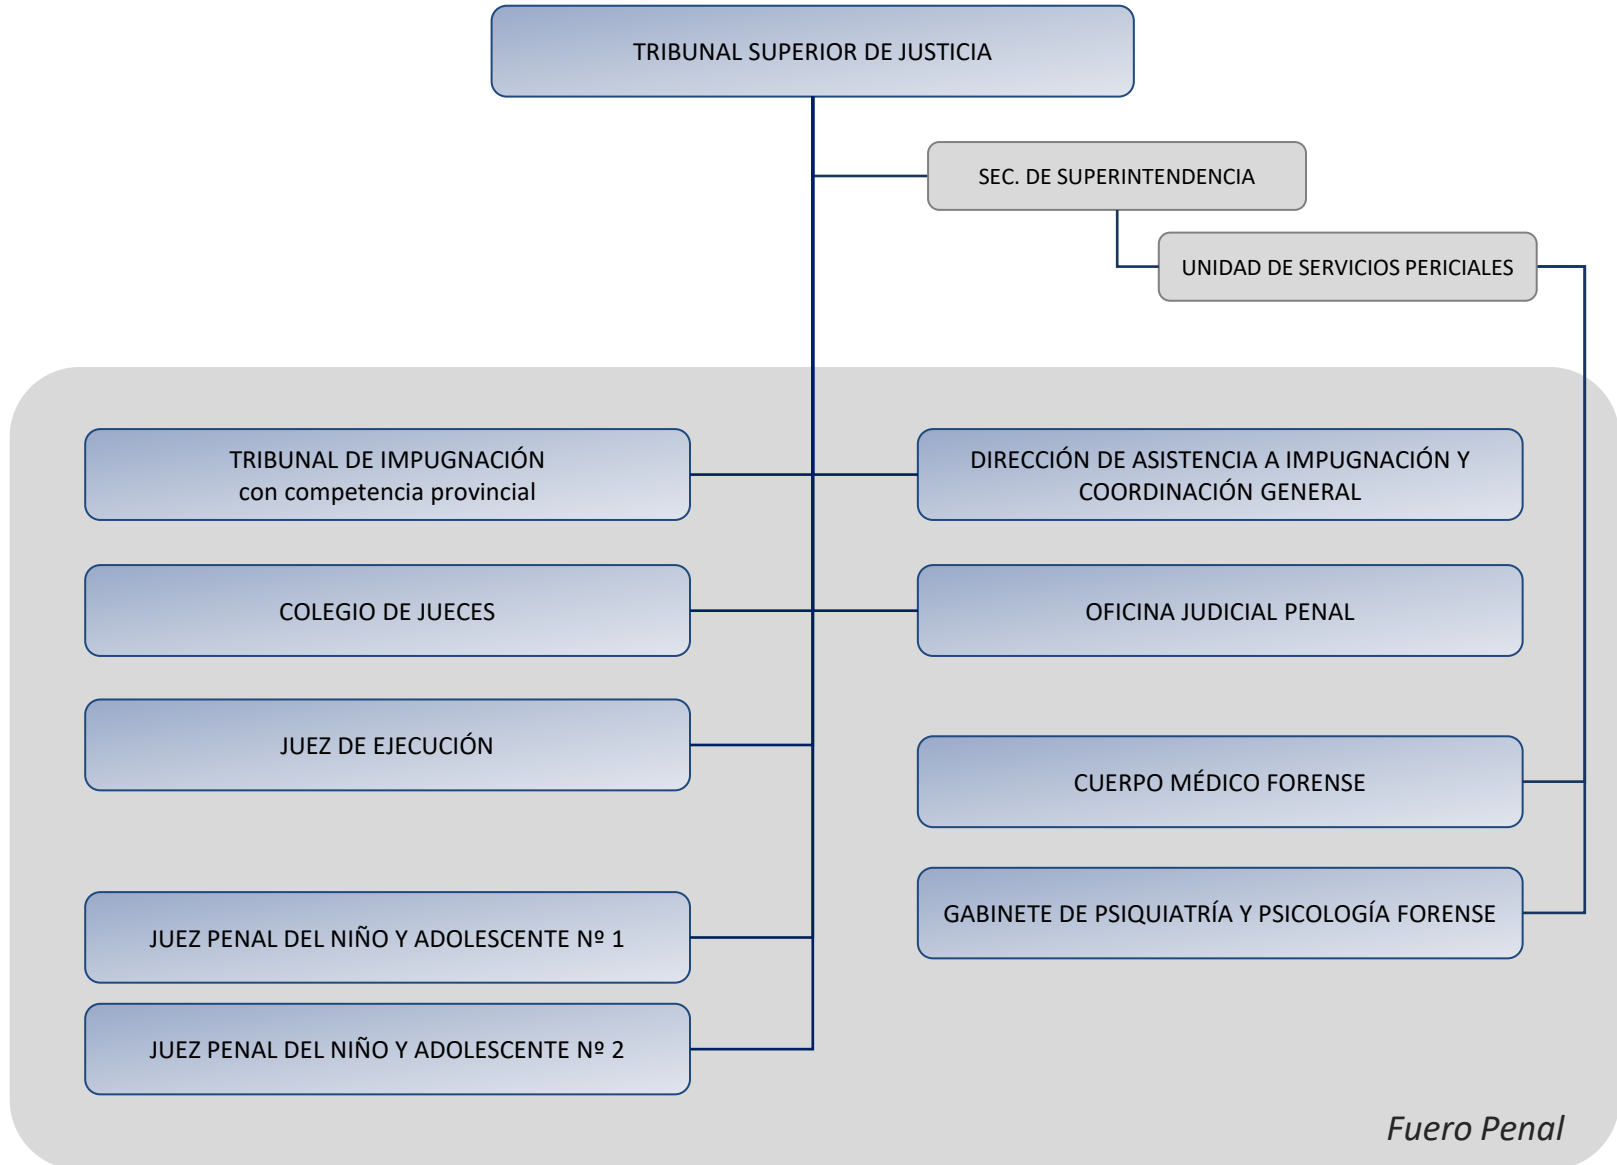 TRIBUNAL SUPERIOR DE JUSTICIA
SEC. DE SUPERINTENDENCIA
UNIDAD DE SERVICIOS PERICIALES
TRIBUNAL DE IMPUGNACIÓN
con competencia provincial
DIRECCIÓN DE ASISTENCIA A IMPUGNACIÓN Y
COORDINACIÓN GENERAL
COLEGIO DE JUECES
OFICINA JUDICIAL PENAL
JUEZ DE EJECUCIÓN
CUERPO MÉDICO FORENSE
GABINETE DE PSIQUIATRÍA Y PSICOLOGÍA FORENSE
JUEZ PENAL DEL NIÑO Y ADOLESCENTE Nº 1
JUEZ PENAL DEL NIÑO Y ADOLESCENTE Nº 2
Fuero Penal